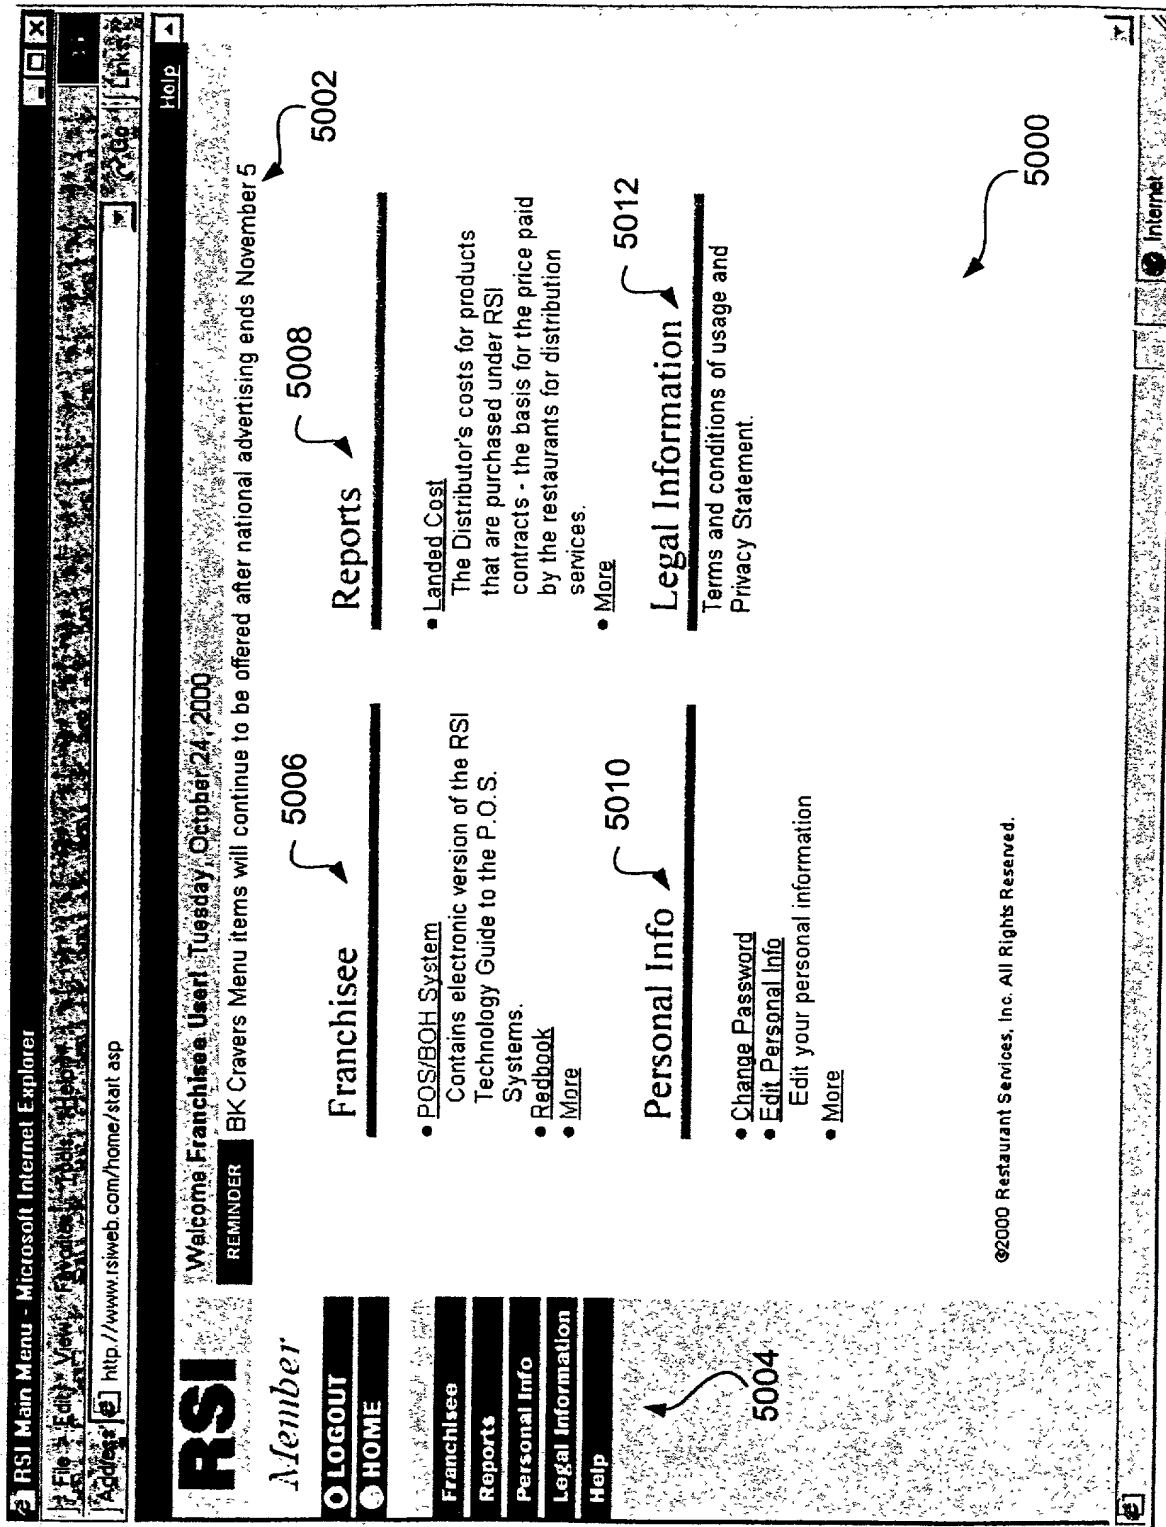 RSI Main Menu - Microsoft Internet Explorer
File Edit View Favorites Tools Help
Address http://www.rsiweb.com/home/start.asp Go Links
Help
RSI
Member
LOGOUT
HOME
Franchisee
Reports
Personal Info
Legal Information
Help
5004
Welcome Franchisee User! Tuesday, October 24, 2000
REMINDER BK Cravers Menu items will continue to be offered after national advertising ends November 5
5002
5006
Franchisee
• POS/BOH System
Contains electronic version of the RSI
Technology Guide to the P.O.S.
Systems.
• Redbook
• More
5008
Reports
• Landed Cost
The Distributor's costs for products
that are purchased under RSI
contracts - the basis for the price paid
by the restaurants for distribution
services.
• More
5010
Personal Info
• Change Password
• Edit Personal Info
Edit your personal information
• More
5012
Legal Information
Terms and conditions of usage and
Privacy Statement.
5000
©2000 Restaurant Services, Inc. All Rights Reserved.
Internet